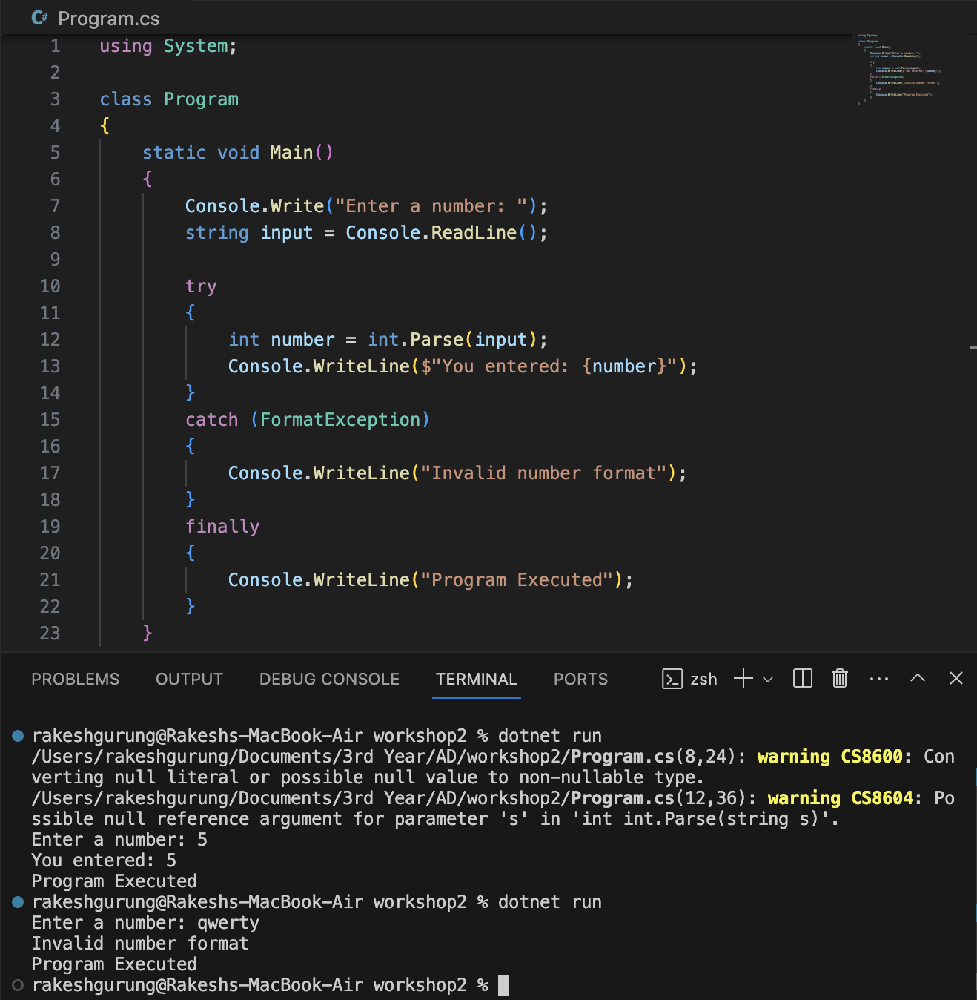 C# Program.cs
1 using System;
2
3 class Program
4 {
5 static void Main()
6 {
7 Console.Write("Enter a number: ");
8 string input = Console.ReadLine();
9
10 try
11 {
12 int number = int.Parse(input);
13 Console.WriteLine($"You entered: {number}");
14 }
15 catch (FormatException)
16 {
17 Console.WriteLine("Invalid number format");
18 }
19 finally
20 {
21 Console.WriteLine("Program Executed");
22 }
23 }
PROBLEMS OUTPUT DEBUG CONSOLE TERMINAL PORTS zsh
rakeshgurung@Rakeshs-MacBook-Air workshop2 % dotnet run
/Users/rakeshgurung/Documents/3rd Year/AD/workshop2/Program.cs(8,24): warning CS8600: Con
verting null literal or possible null value to non-nullable type.
/Users/rakeshgurung/Documents/3rd Year/AD/workshop2/Program.cs(12,36): warning CS8604: Po
ssible null reference argument for parameter 's' in 'int int.Parse(string s)'.
Enter a number: 5
You entered: 5
Program Executed
rakeshgurung@Rakeshs-MacBook-Air workshop2 % dotnet run
Enter a number: qwerty
Invalid number format
Program Executed
rakeshgurung@Rakeshs-MacBook-Air workshop2 %